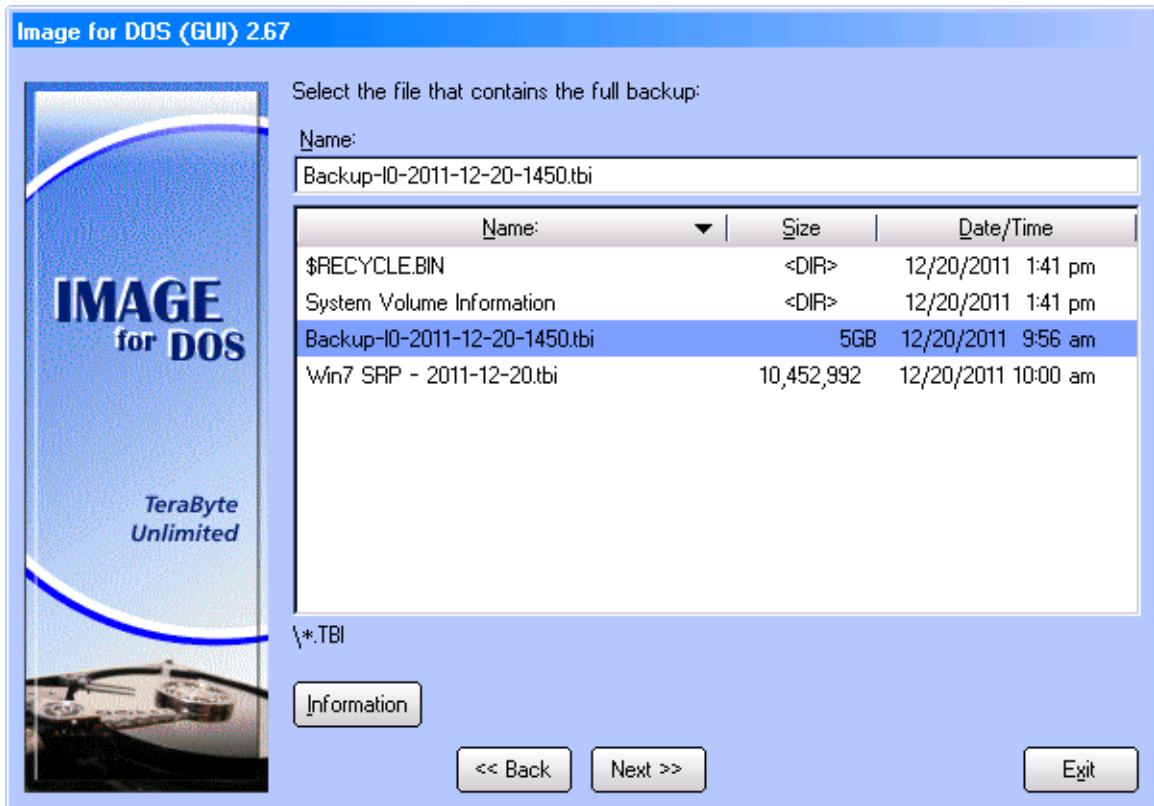 Image for DOS (GUI) 2.67
Select the file that contains the full backup:
Name:
Backup-I0-2011-12-20-1450.tbi
Name: Size Date/Time
$RECYCLE.BIN <DIR> 12/20/2011 1:41 pm
System Volume Information <DIR> 12/20/2011 1:41 pm
Backup-I0-2011-12-20-1450.tbi 5GB 12/20/2011 9:56 am
Win7 SRP - 2011-12-20.tbi 10,452,992 12/20/2011 10:00 am
IMAGE
for DOS
TeraByte
Unlimited
\*.TBI
Information
<< Back Next >> Exit